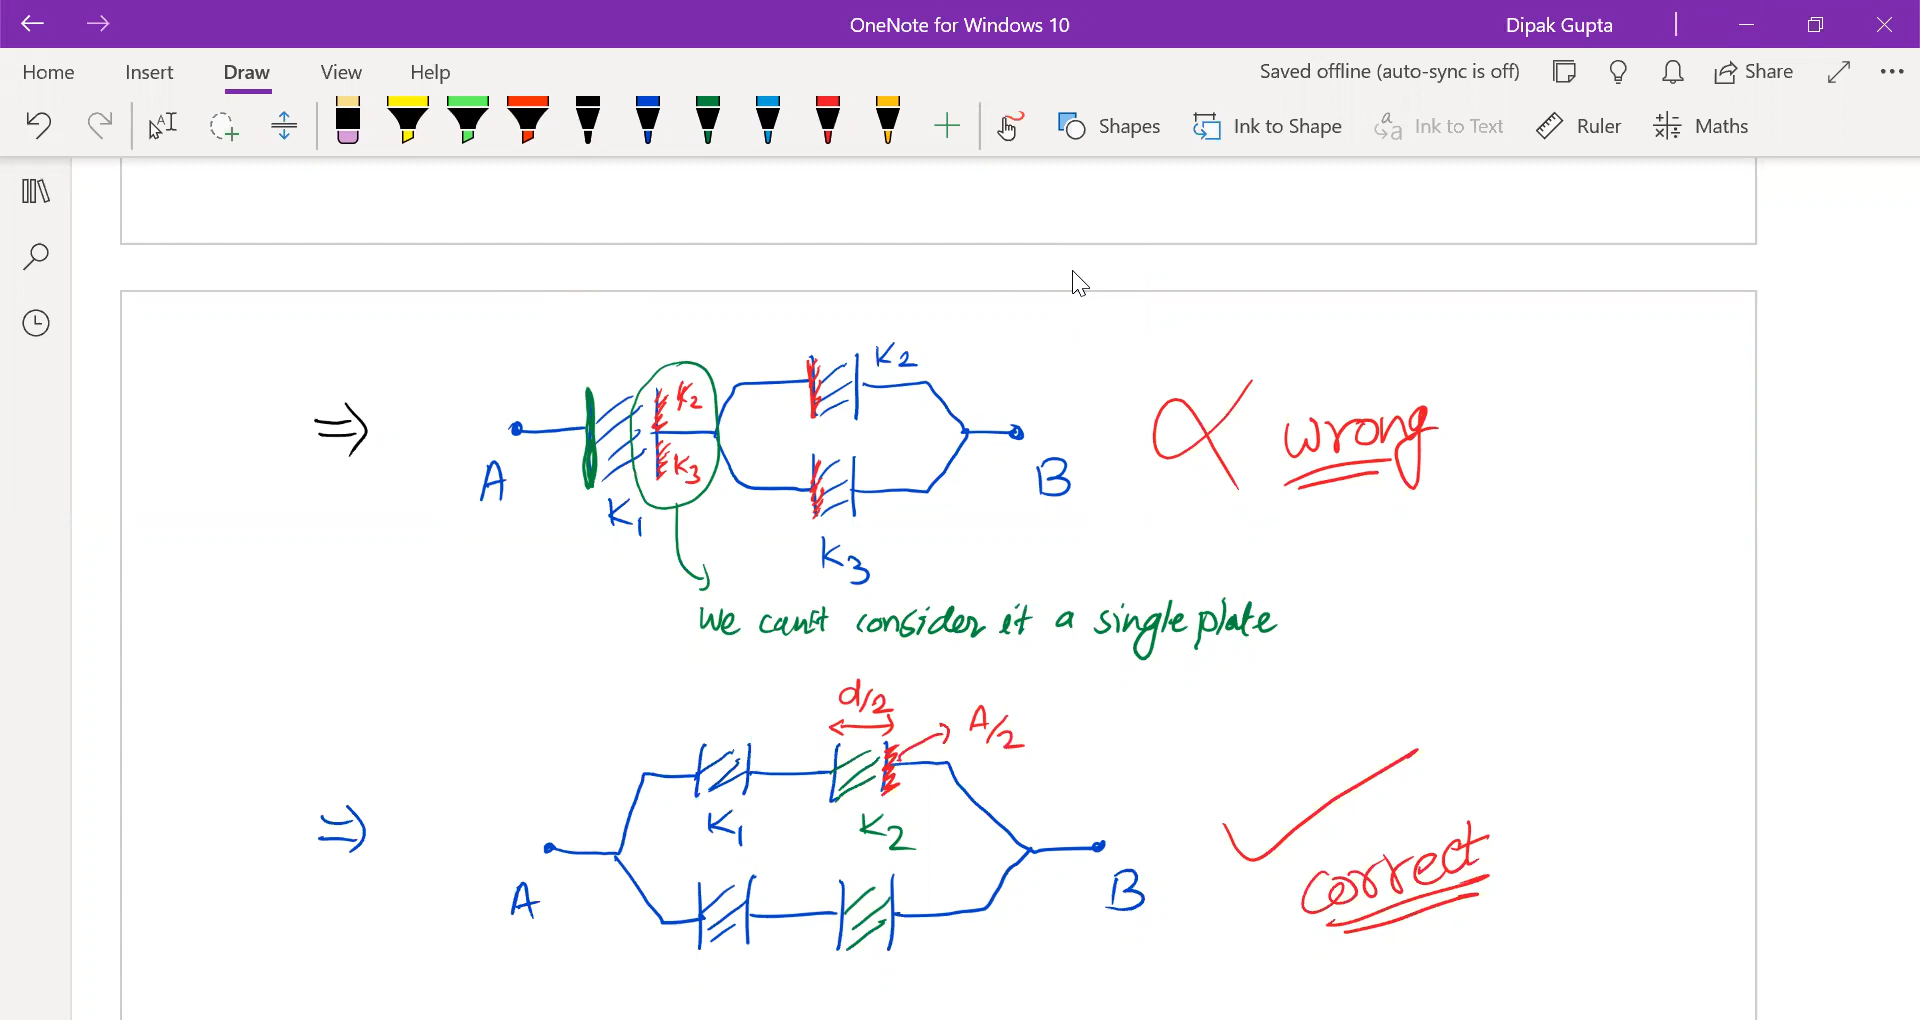 OneNote for Windows 10
Dipak Gupta
Home Insert Draw View Help
Saved offline (auto-sync is off)
Share
Shapes
Ink to Shape
Ink to Text
Ruler
Maths
K2
K2
K3
A
K1
K3
B
wrong
We can't consider it a single plate
d/2
A/2
K1
K2
A
B
correct